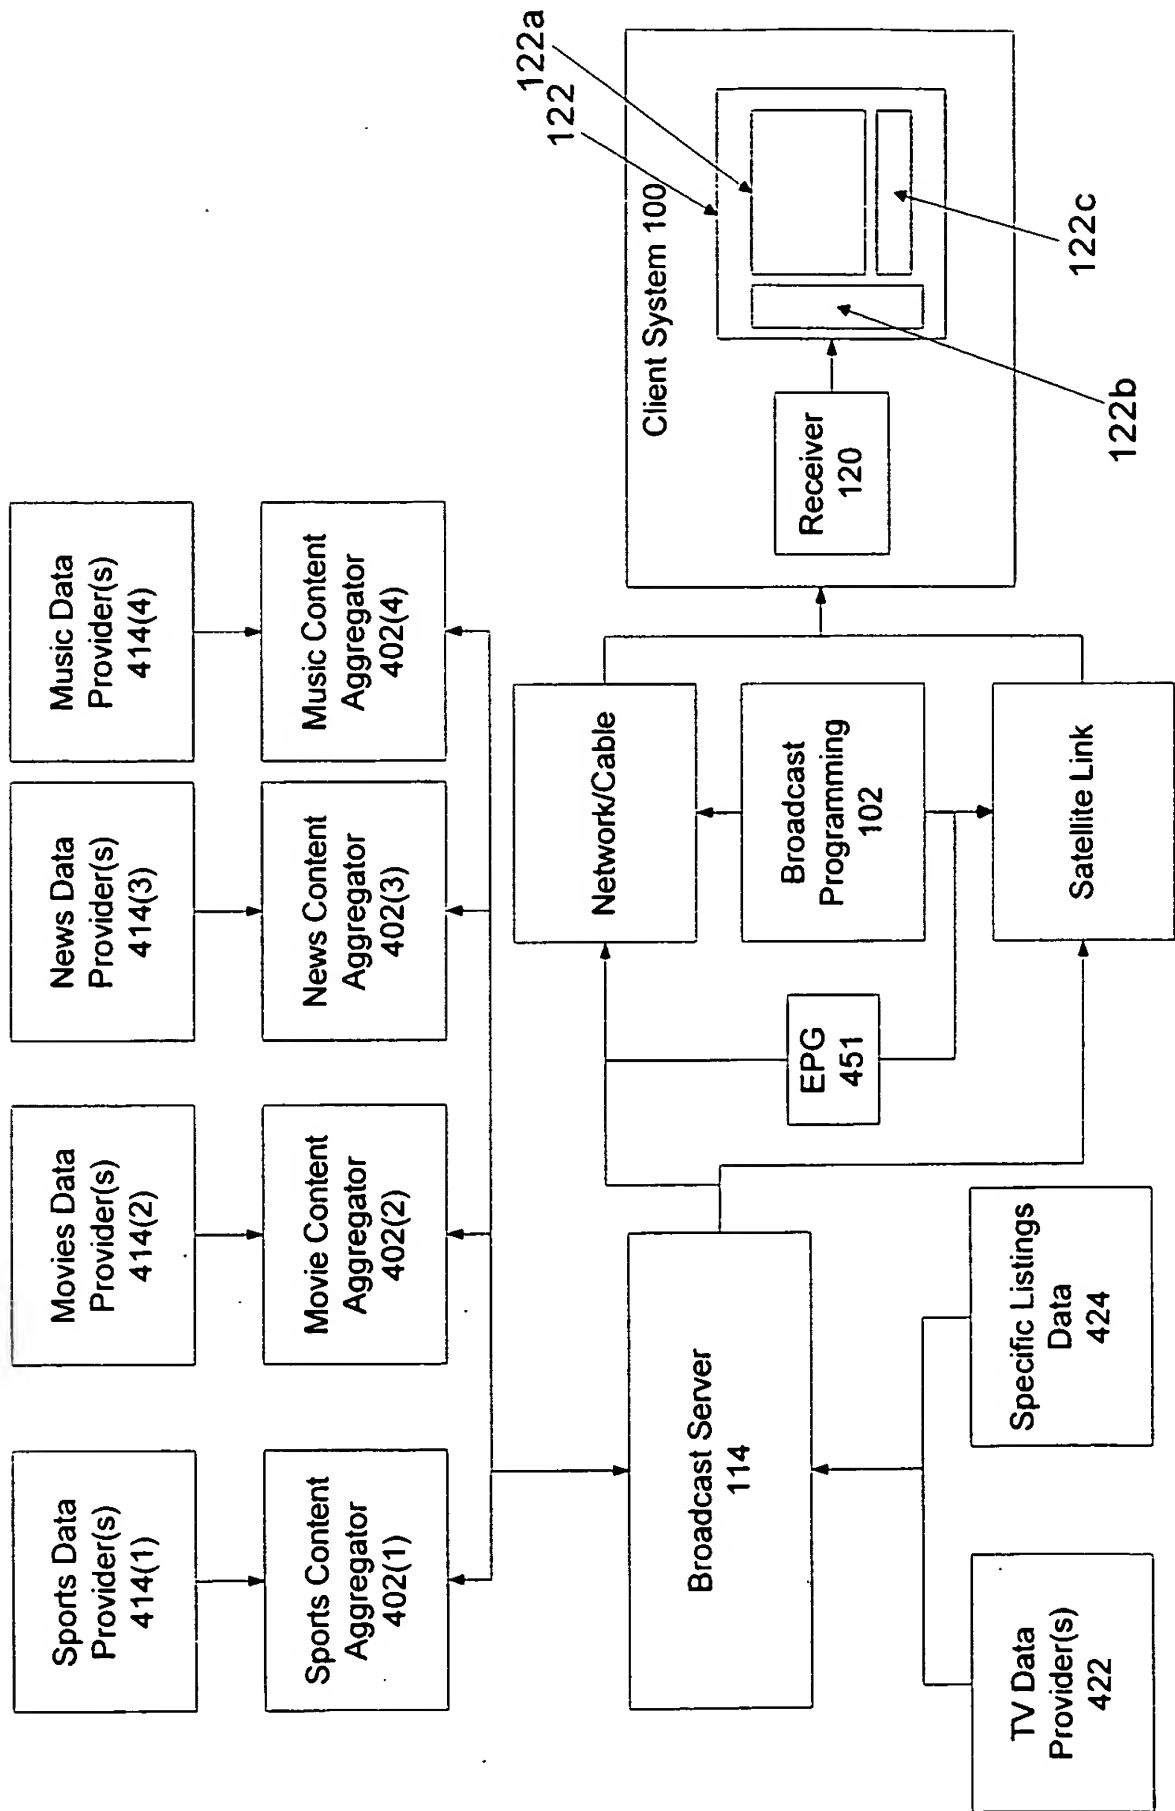 Sports Data
Provider(s)
414(1)
Movies Data
Provider(s)
414(2)
News Data
Provider(s)
414(3)
Music Data
Provider(s)
414(4)
Sports Content
Aggregator
402(1)
Movie Content
Aggregator
402(2)
News Content
Aggregator
402(3)
Music Content
Aggregator
402(4)
Broadcast Server
114
TV Data
Provider(s)
422
Specific Listings
Data
424
EPG
451
Network/Cable
Broadcast
Programming
102
Satellite Link
Client System 100
Receiver
120
122
122a
122b
122c